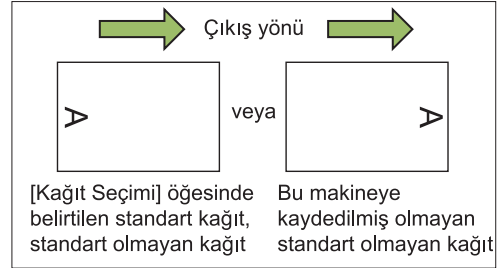 Çıkış yönü
A
veya
A
[Kağıt Seçimi] öğesinde
belirtilen standart kağıt,
standart olmayan kağıt
Bu makineye
kaydedilmiş olmayan
standart olmayan kağıt